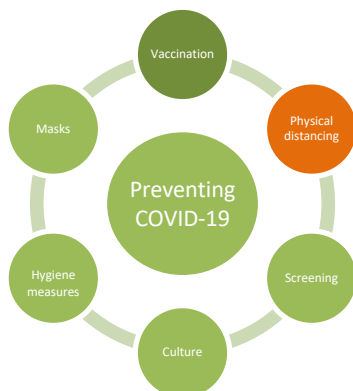 Vaccination
Physical
distancing
Screening
Culture
Hygiene
measures
Masks
Preventing
COVID-19